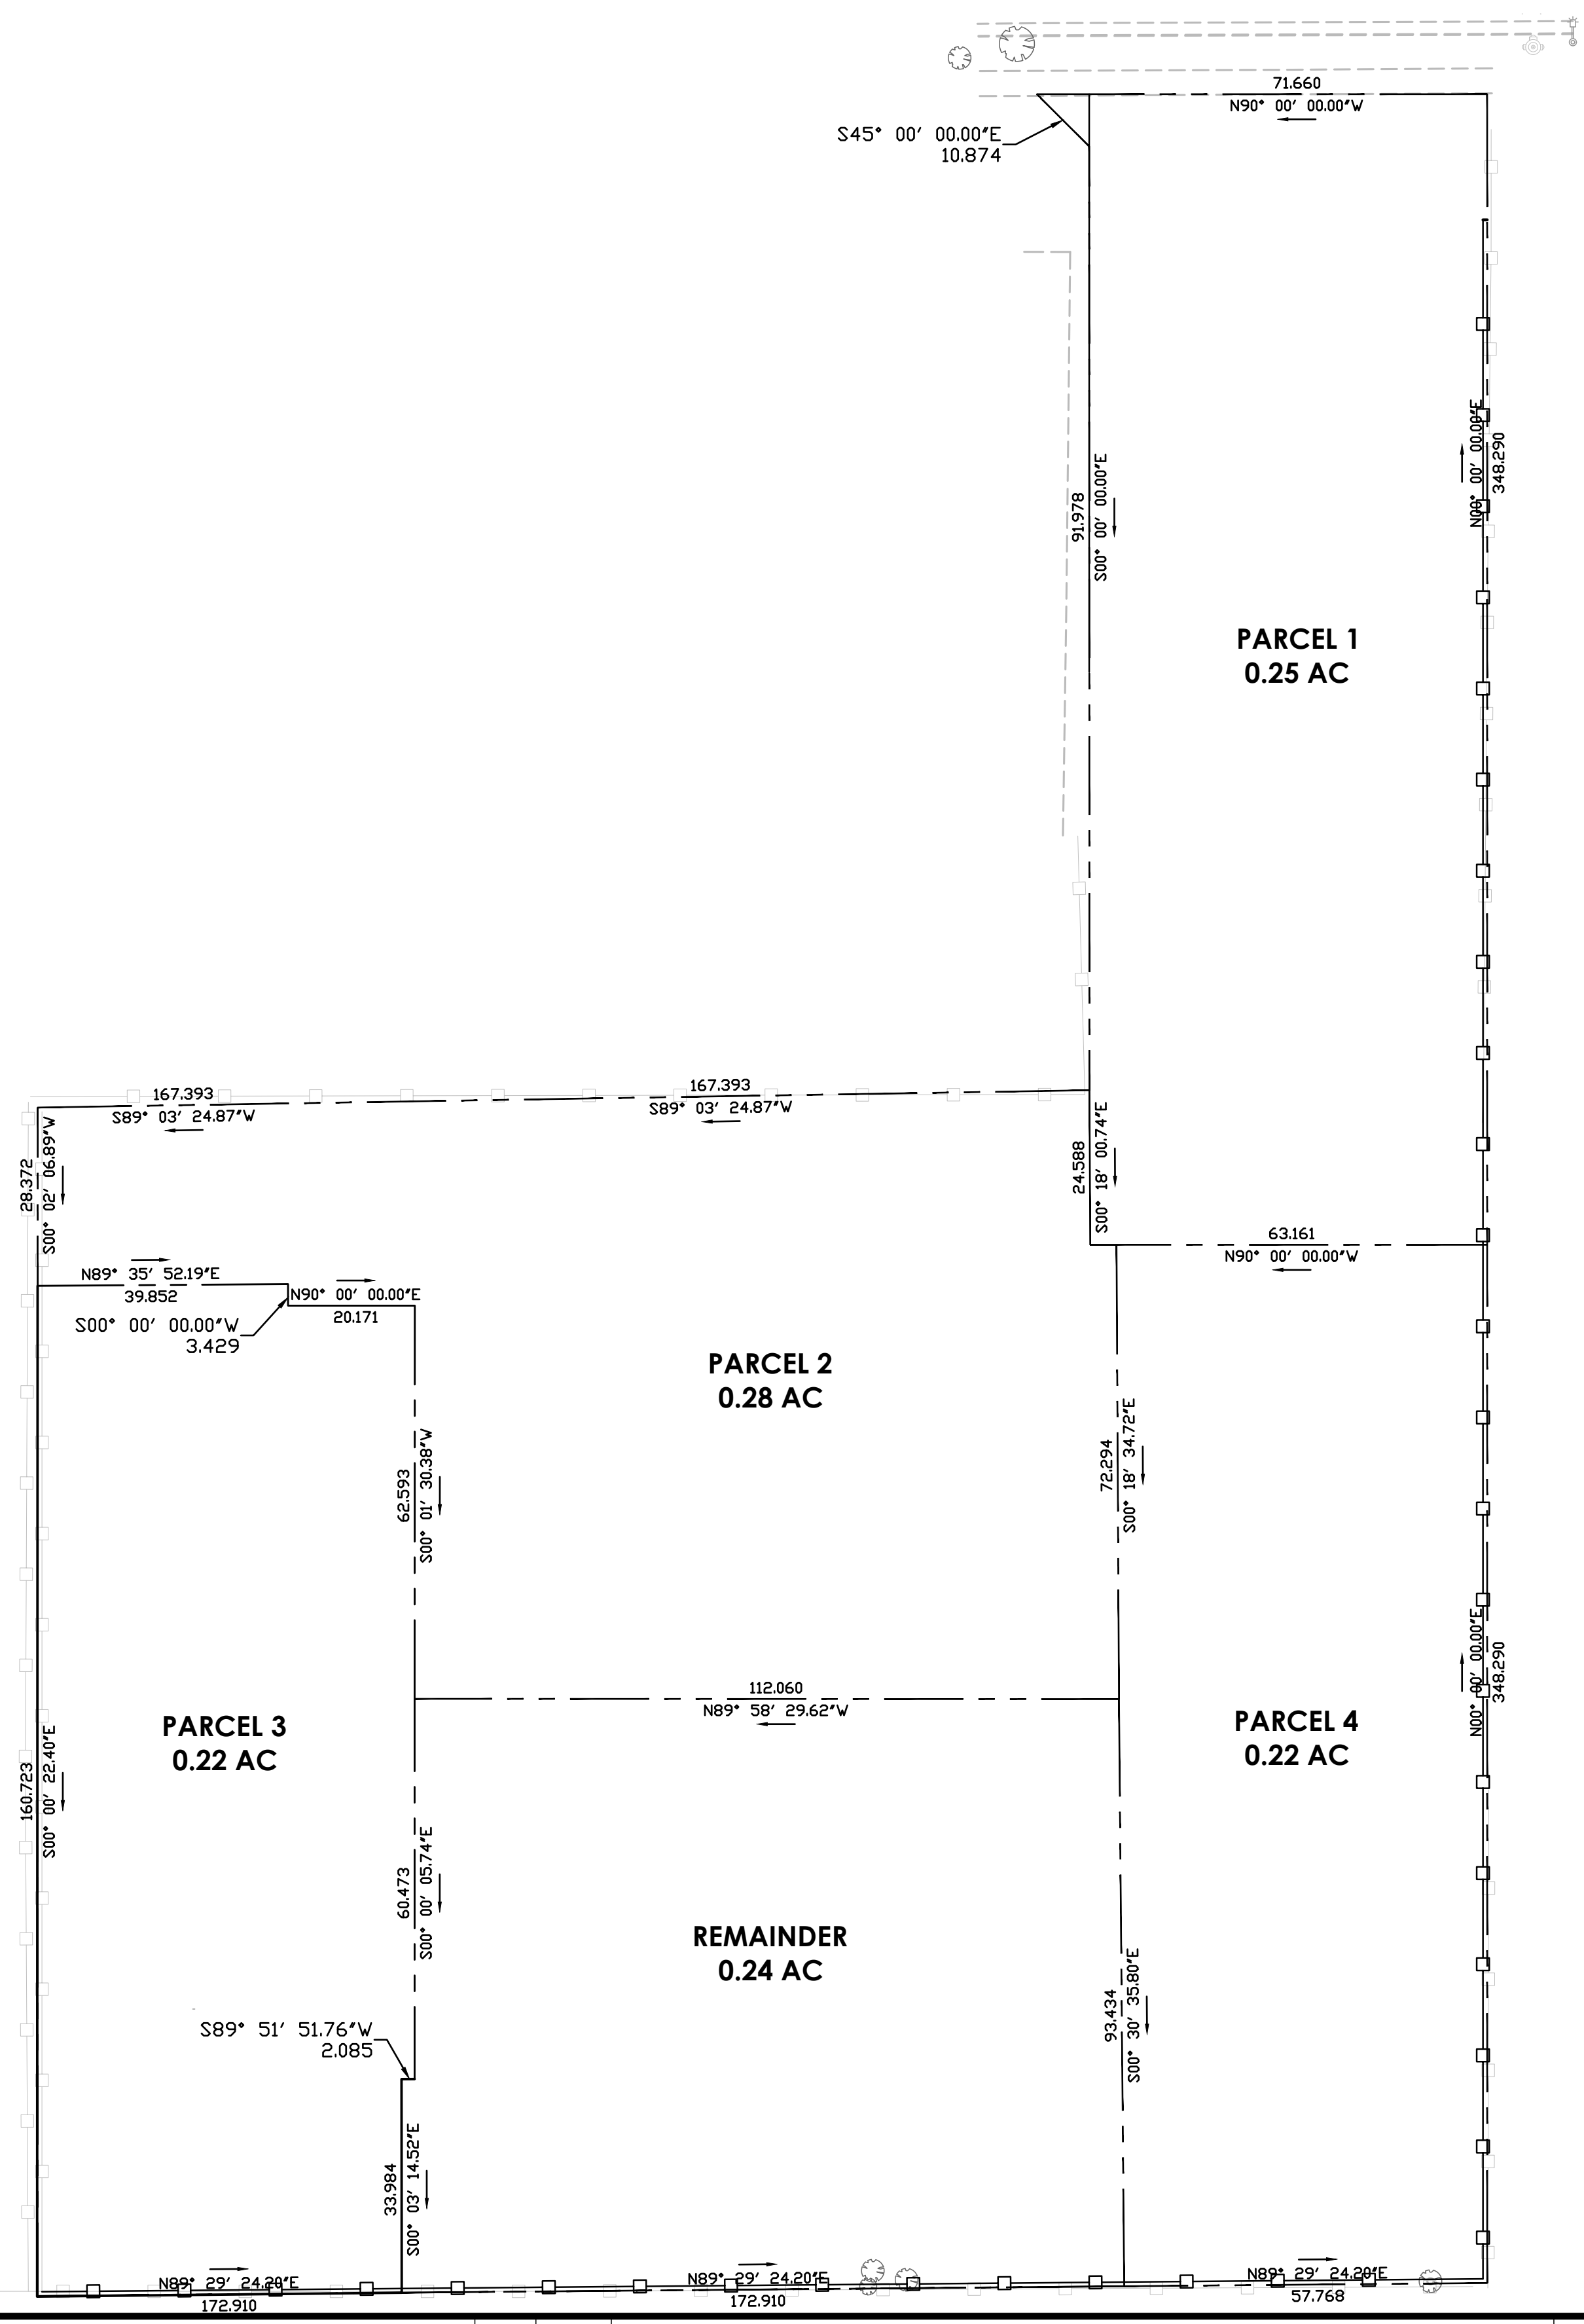 71.660
N90° 00' 00.00"W
S45° 00' 00.00"E
10.874
N00° 00' 00.00"E
348.290
91.978
S00° 00' 00.00"E
PARCEL 1
0.25 AC
167.393
S89° 03' 24.87"W
167.393
S89° 03' 24.87"W
28.372
S00° 02' 06.89"W
24.588
S00° 18' 00.74"E
63.161
N90° 00' 00.00"W
N89° 35' 52.19"E
39.852
N90° 00' 00.00"E
20.171
S00° 00' 00.00"W
3.429
PARCEL 2
0.28 AC
62.593
S00° 01' 30.38"W
72.294
S00° 18' 34.72"E
N00° 00' 00.00"E
348.290
112.060
N89° 58' 29.62"W
PARCEL 3
0.22 AC
PARCEL 4
0.22 AC
160.723
S00° 00' 22.40"E
60.473
S00° 00' 05.74"E
REMAINDER
0.24 AC
93.434
S00° 30' 35.80"E
S89° 51' 51.76"W
2.085
33.984
S00° 03' 14.52"E
N89° 29' 24.20"E
172.910
N89° 29' 24.20"E
172.910
N89° 29' 24.20"E
57.768